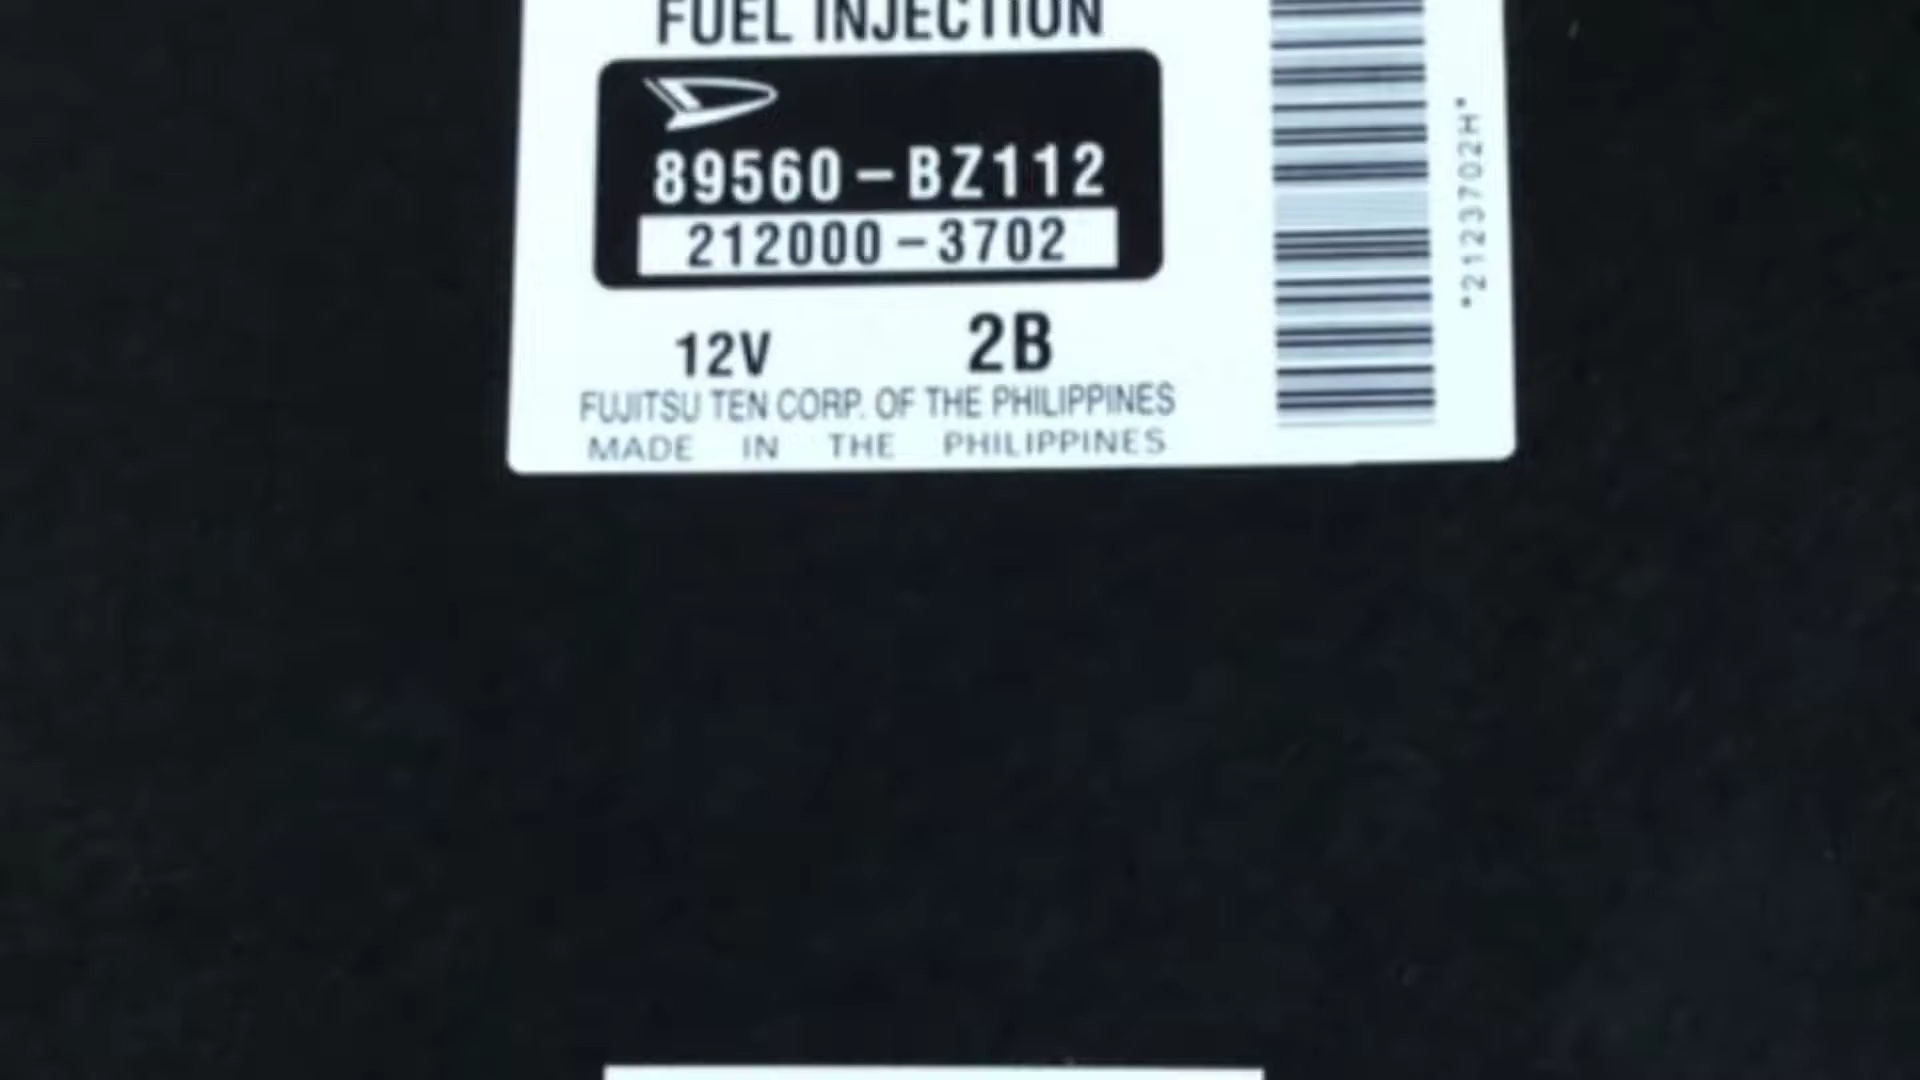 FUEL INJECTION
89560-BZ112
212000-3702
12V 2B
FUJITSU TEN CORP. OF THE PHILIPPINES
MADE IN THE PHILIPPINES
*2123702H*